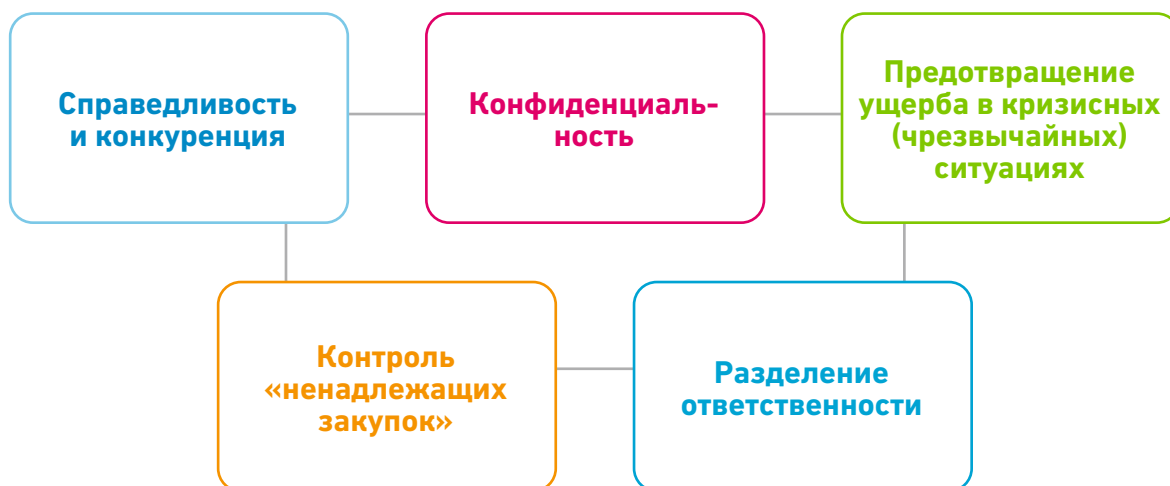 Справедливость
и конкуренция
Конфиденциаль-
ность
Предотвращение
ущерба в кризисных
(чрезвычайных)
ситуациях
Контроль
«ненадлежащих
закупок»
Разделение
ответственности